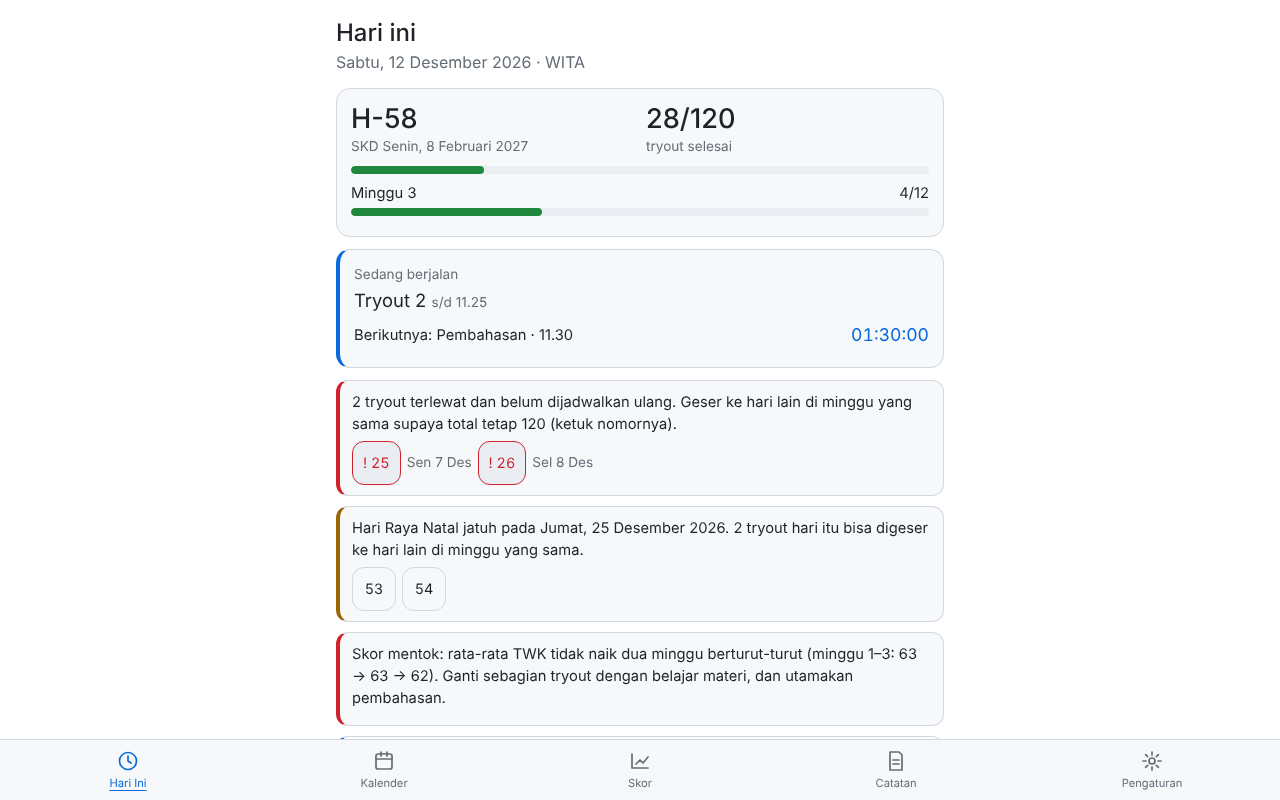 Hari ini
Sabtu, 12 Desember 2026 · WITA
H-58
28/120
SKD Senin, 8 Februari 2027
tryout selesai
Minggu 3
4/12
Sedang berjalan
Tryout 2 s/d 11.25
Berikutnya: Pembahasan · 11.30
01:30:00
2 tryout terlewat dan belum dijadwalkan ulang. Geser ke hari lain di minggu yang
sama supaya total tetap 120 (ketuk nomornya).
! 25 Sen 7 Des ! 26 Sel 8 Des
Hari Raya Natal jatuh pada Jumat, 25 Desember 2026. 2 tryout hari itu bisa digeser
ke hari lain di minggu yang sama.
53 54
Skor mentok: rata-rata TWK tidak naik dua minggu berturut-turut (minggu 1–3: 63
→ 63 → 62). Ganti sebagian tryout dengan belajar materi, dan utamakan
pembahasan.
Hari Ini
Kalender
Skor
Catatan
Pengaturan